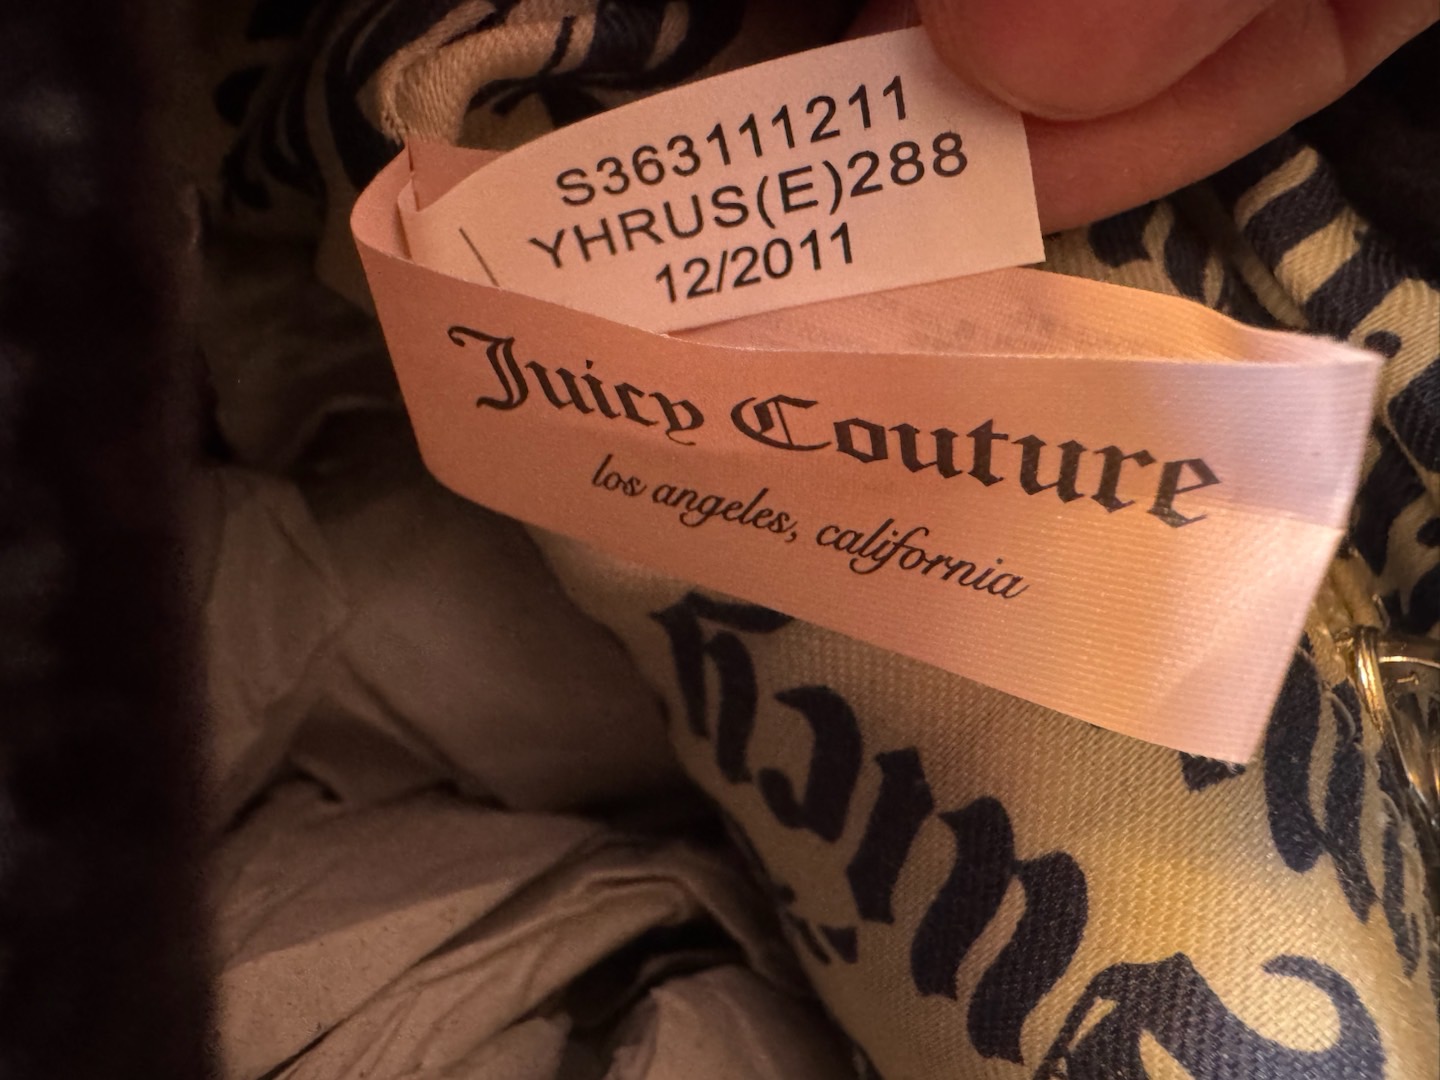 S363111211
YHRUS(E)288
12/2011
Juicy Couture
los angeles, california